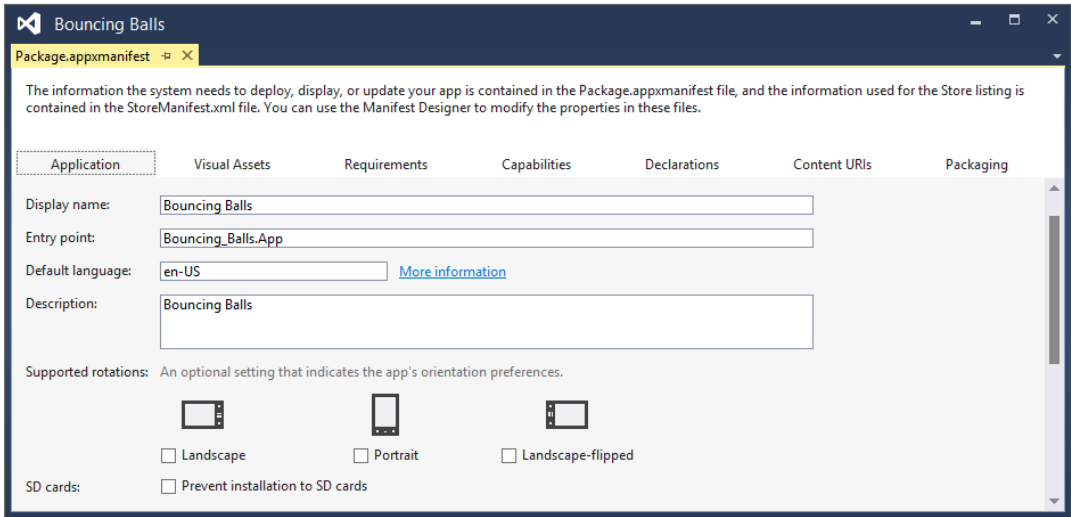 Bouncing Balls
Package.appxmanifest
The information the system needs to deploy, display, or update your app is contained in the Package.appxmanifest file, and the information used for the Store listing is
contained in the StoreManifest.xml file. You can use the Manifest Designer to modify the properties in these files.
Application Visual Assets Requirements Capabilities Declarations Content URIs Packaging
Display name: Bouncing Balls
Entry point: Bouncing_Balls.App
Default language: en-US More information
Description: Bouncing Balls
Supported rotations: An optional setting that indicates the app's orientation preferences.
Landscape Portrait Landscape-flipped
SD cards: Prevent installation to SD cards